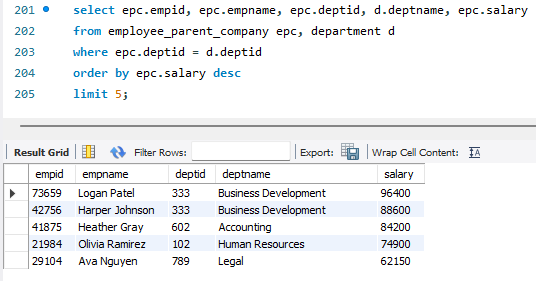 201 select epc.empid, epc.empname, epc.deptid, d.deptname, epc.salary
202 from employee_parent_company epc, department d
203 where epc.deptid = d.deptid
204 order by epc.salary desc
205 limit 5;
Result Grid Filter Rows: Export: Wrap Cell Content: IA
empid empname deptid deptname salary
73659 Logan Patel 333 Business Development 96400
42756 Harper Johnson 333 Business Development 88600
41875 Heather Gray 602 Accounting 84200
21984 Olivia Ramirez 102 Human Resources 74900
29104 Ava Nguyen 789 Legal 62150